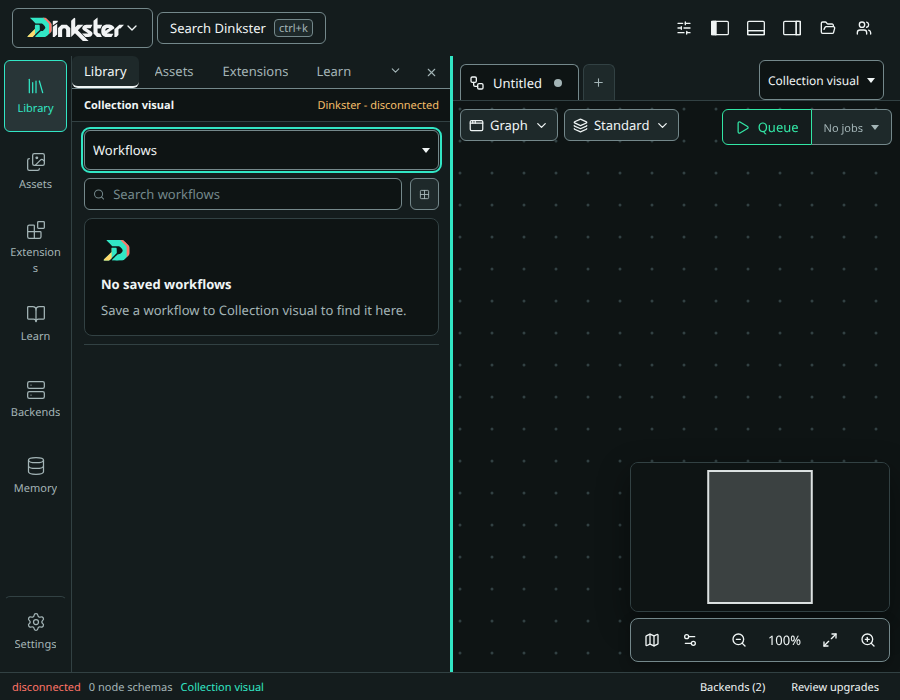 Dinkster
Search Dinkster ctrl+k
Library
Assets
Extension
s
Learn
Backends
Memory
Settings
Library Assets Extensions Learn
Collection visual Dinkster - disconnected
Workflows
Search workflows
No saved workflows
Save a workflow to Collection visual to find it here.
Untitled
+
Collection visual
Graph
Standard
Queue
No jobs
100%
disconnected 0 node schemas Collection visual
Backends (2) Review upgrades